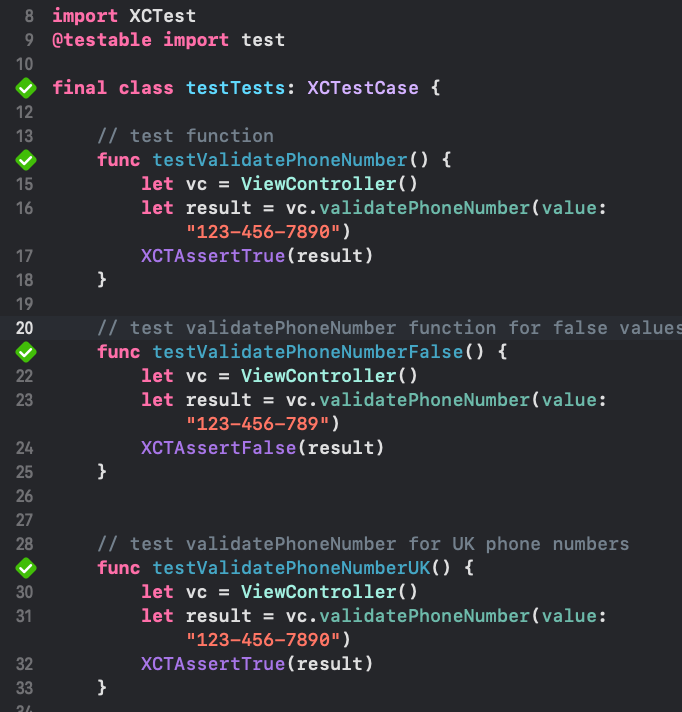 8 import XCTest
9 @testable import test
10
final class testTests: XCTestCase {
12
13 // test function
func testValidatePhoneNumber() {
15 let vc = ViewController()
16 let result = vc.validatePhoneNumber(value:
"123-456-7890")
17 XCTAssertTrue(result)
18 }
19
20 // test validatePhoneNumber function for false values
func testValidatePhoneNumberFalse() {
22 let vc = ViewController()
23 let result = vc.validatePhoneNumber(value:
"123-456-789")
24 XCTAssertFalse(result)
25 }
26
27
28 // test validatePhoneNumber for UK phone numbers
func testValidatePhoneNumberUK() {
30 let vc = ViewController()
31 let result = vc.validatePhoneNumber(value:
"123-456-7890")
32 XCTAssertTrue(result)
33 }
34